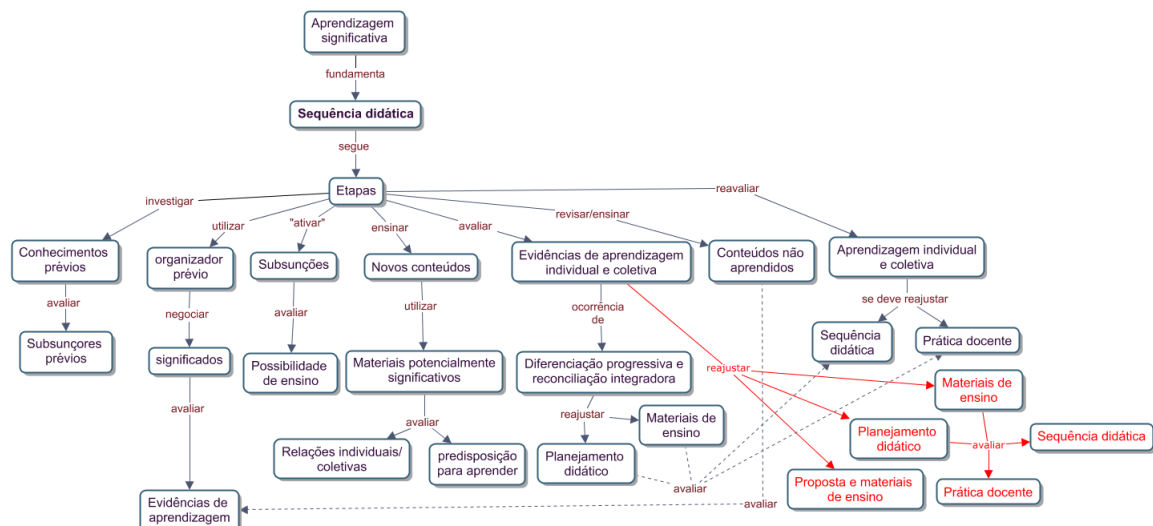 Aprendizagem
significativa
fundamenta
Sequência didática
segue
Etapas
reavaliar
investigar
utilizar
"ativar"
ensinar
avaliar
revisar/ensinar
Conhecimentos
prévios
organizador
prévio
Subsunções
Novos conteúdos
Evidências de aprendizagem
individual e coletiva
Conteúdos não
aprendidos
Aprendizagem individual
e coletiva
avaliar
negociar
avaliar
utilizar
ocorrência
de
se deve reajustar
Subsunçores
prévios
significados
Possibilidade
de ensino
Materiais potencialmente
significativos
Diferenciação progressiva e
reconciliação integradora
Sequência
didática
Prática docente
reajustar
Materiais de
ensino
avaliar
avaliar
reajustar
Materiais de
ensino
Relações individuais/
coletivas
predisposição
para aprender
Planejamento
didático
Planejamento
didático
avaliar
Sequência didática
avaliar
Proposta e materiais
de ensino
Prática docente
avaliar
Evidências de
aprendizagem